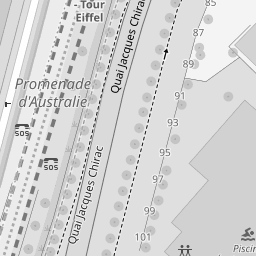 Tour
Eiffel
Promenade
d'Australie
SOS
SOS
Quai Jacques Chirac
Quai Jacques Chirac
85
87
89
91
93
95
97
99
101